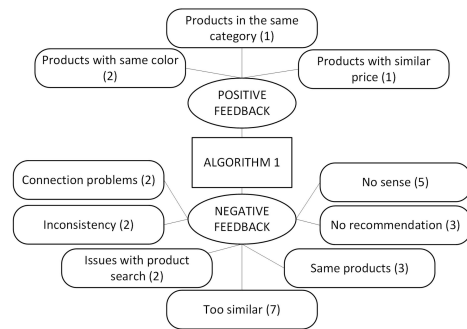 Products in the same
category (1)
Products with same color
(2)
Products with similar
price (1)
POSITIVE
FEEDBACK
ALGORITHM 1
Connection problems (2)
No sense (5)
NEGATIVE
FEEDBACK
Inconsistency (2)
No recommendation (3)
Issues with product
search (2)
Same products (3)
Too similar (7)